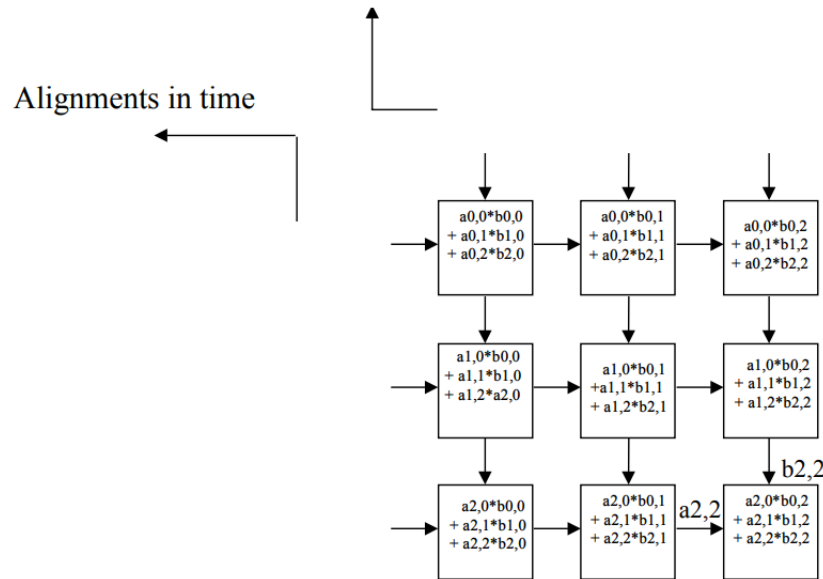 Alignments in time
a0,0*b0,0
+ a0,1*b1,0
+ a0,2*b2,0
a0,0*b0,1
+ a0,1*b1,1
+ a0,2*b2,1
a0,0*b0,2
+ a0,1*b1,2
+ a0,2*b2,2
a1,0*b0,0
+ a1,1*b1,0
+ a1,2*a2,0
a1,0*b0,1
+a1,1*b1,1
+ a1,2*b2,1
a1,0*b0,2
+ a1,1*b1,2
+ a1,2*b2,2
b2,2
a2,0*b0,0
+ a2,1*b1,0
+ a2,2*b2,0
a2,0*b0,1
+ a2,1*b1,1
+ a2,2*b2,1
a2,2
a2,0*b0,2
+ a2,1*b1,2
+ a2,2*b2,2